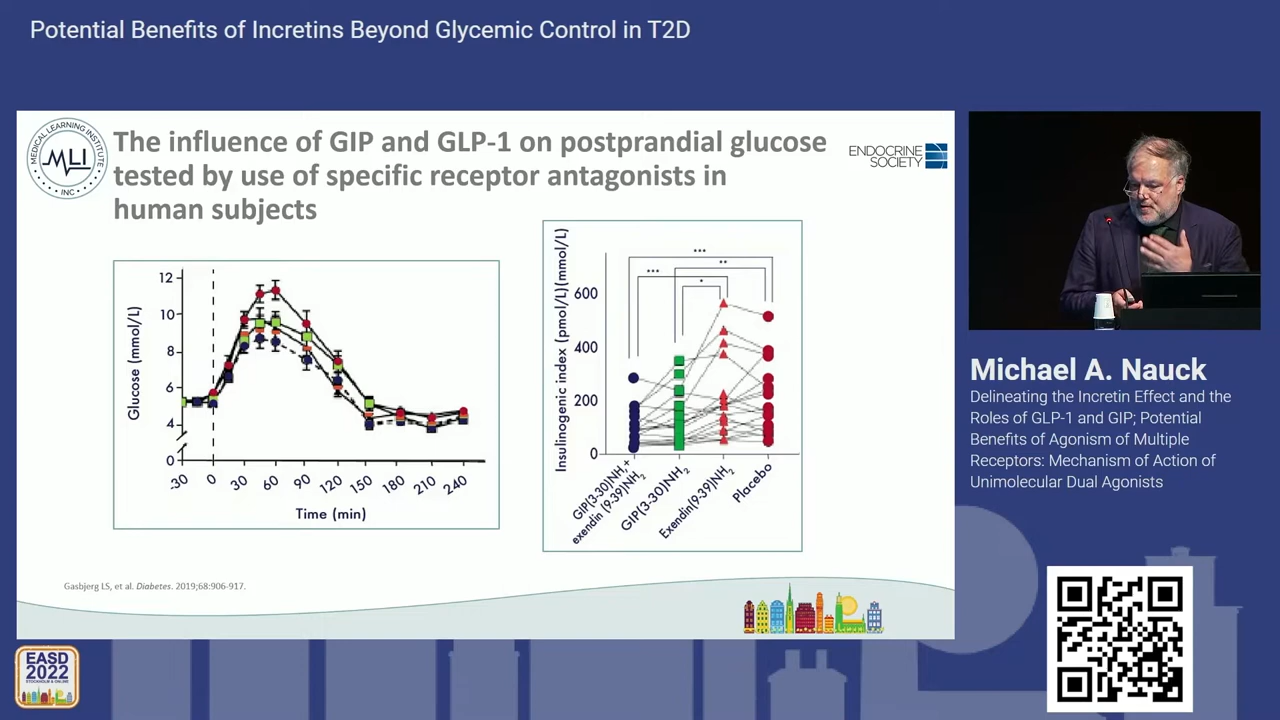 Potential Benefits of Incretins Beyond Glycemic Control in T2D
MEDICAL LEARNING INSTITUTE
MLI
INC
The influence of GIP and GLP-1 on postprandial glucose
tested by use of specific receptor antagonists in
human subjects
ENDOCRINE
SOCIETY
Glucose (mmol/L)
12
10
8
6
4
0
-30
0
30
60
90
120
150
180
210
240
Time (min)
Insulinogenic index (pmol/L)(mmol/L)
600
400
200
0
***
**
***
*
GIP(3-30)NH2+
exendin (9-39)NH2
GIP(3-30)NH2
Exendin(9-39)NH2
Placebo
Gasbjerg LS, et al. Diabetes. 2019;68:906-917.
Michael A. Nauck
Delineating the Incretin Effect and the
Roles of GLP-1 and GIP; Potential
Benefits of Agonism of Multiple
Receptors: Mechanism of Action of
Unimolecular Dual Agonists
EASD
2022
STOCKHOLM & ONLINE